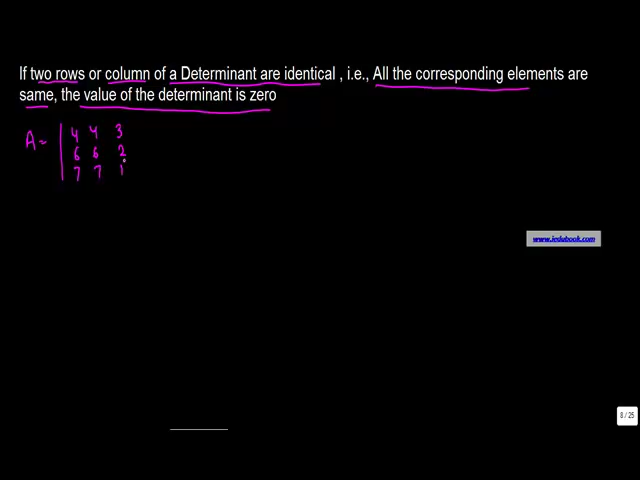 If two rows or column of a Determinant are identical , i.e., All the corresponding elements are
same, the value of the determinant is zero
A = | 4 4 3
6 6 2
7 7 1
www.iedubook.com
8 / 25